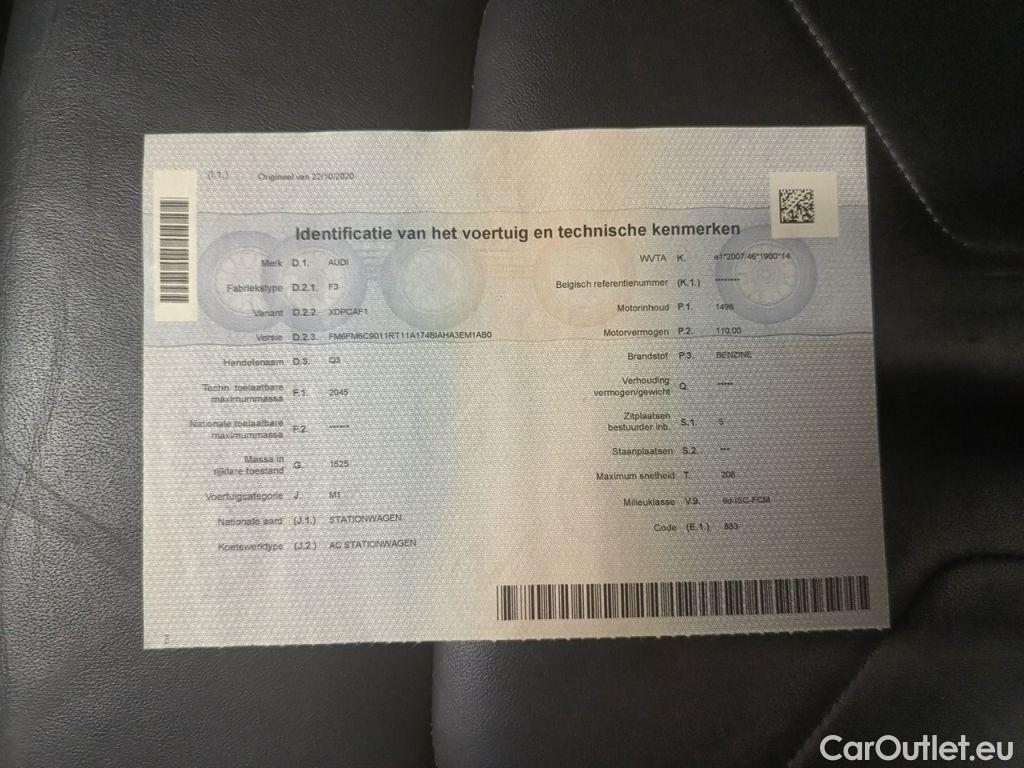 (I.1.) Origineel van 22/10/2020
Identificatie van het voertuig en technische kenmerken
Merk D.1. AUDI
Fabriekstype D.2.1. F3
Variant D.2.2. XDPCAF1
Versie D.2.3. FM6FM6C9011RT11A174BIAHA3EM1AB0
Handelsnaam D.3. Q3
Techn. toelaatbare
maximummassa F.1. 2045
Nationale toelaatbare
maximummassa F.2. ******
Massa in
rijklare toestand G. 1525
Voertuigcategorie J. M1
Nationale aard (J.1.) STATIONWAGEN
Koetswerktype (J.2.) AC STATIONWAGEN
WVTA K. e1*2007/46*1900*14
Belgisch referentienummer (K.1.) ********
Motorinhoud P.1. 1498
Motorvermogen P.2. 110,00
Brandstof P.3. BENZINE
Verhouding
vermogen/gewicht Q. *****
Zitplaatsen
bestuurder inb. S.1. 5
Staanplaatsen S.2. ***
Maximum snelheid T. 208
Milieuklasse V.9. 6d-ISC-FCM
Code (E.1.) 883
CarOutlet.eu